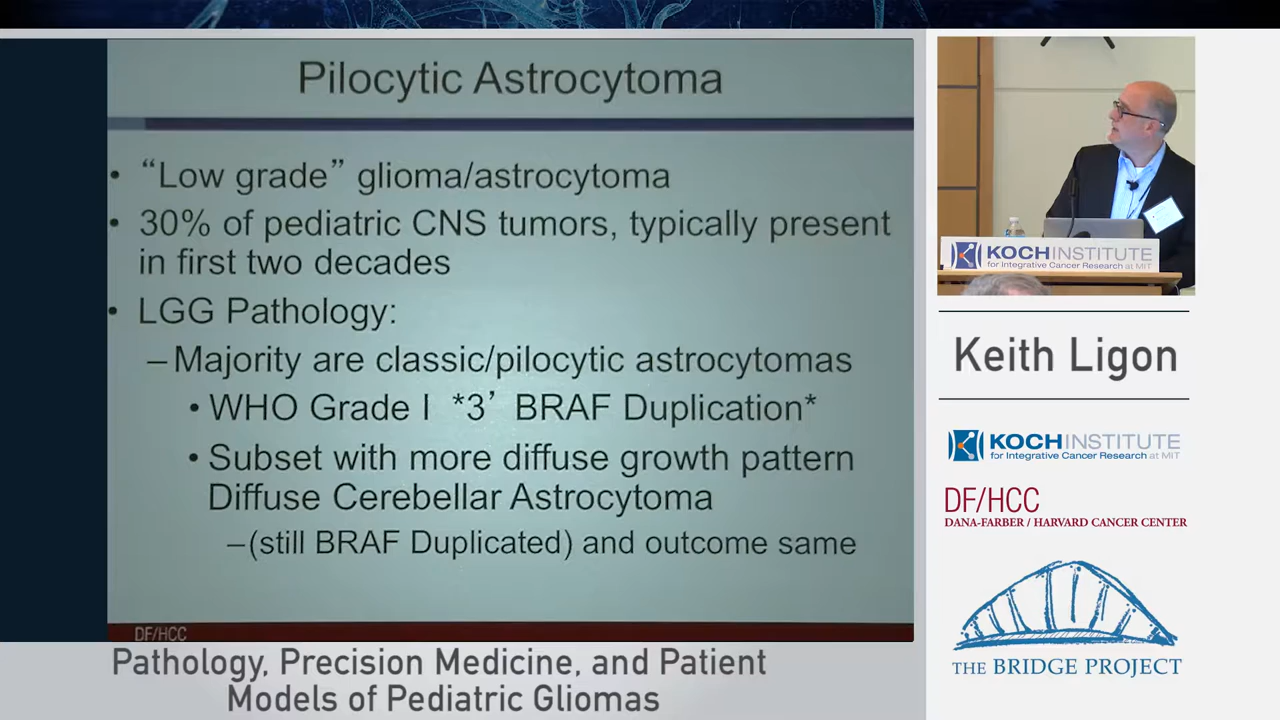 Pilocytic Astrocytoma
• “Low grade” glioma/astrocytoma
• 30% of pediatric CNS tumors, typically present
in first two decades
• LGG Pathology:
– Majority are classic/pilocytic astrocytomas
• WHO Grade I *3’ BRAF Duplication*
• Subset with more diffuse growth pattern
Diffuse Cerebellar Astrocytoma
–(still BRAF Duplicated) and outcome same
DF/HCC
Pathology, Precision Medicine, and Patient
Models of Pediatric Gliomas
KOCH INSTITUTE
for Integrative Cancer Research at MIT
Keith Ligon
KOCH INSTITUTE
for Integrative Cancer Research at MIT
DF/HCC
DANA-FARBER / HARVARD CANCER CENTER
THE BRIDGE PROJECT